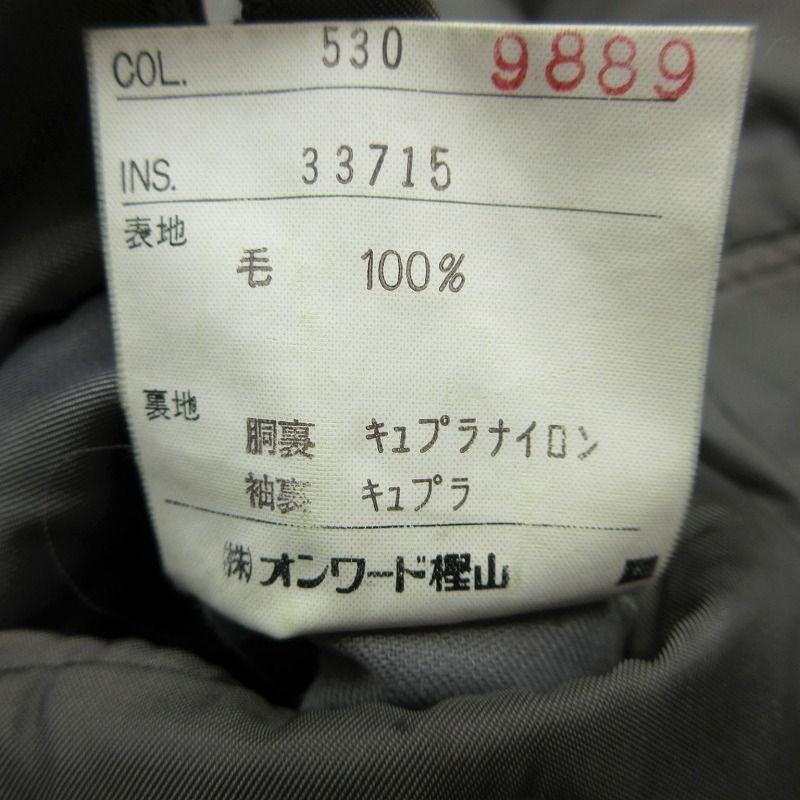 COL. 530 9889
INS. 33715
表地
毛 100%
裏地
胴裏 キュプラナイロン
袖裏 キュプラ
(株)オンワード樫山